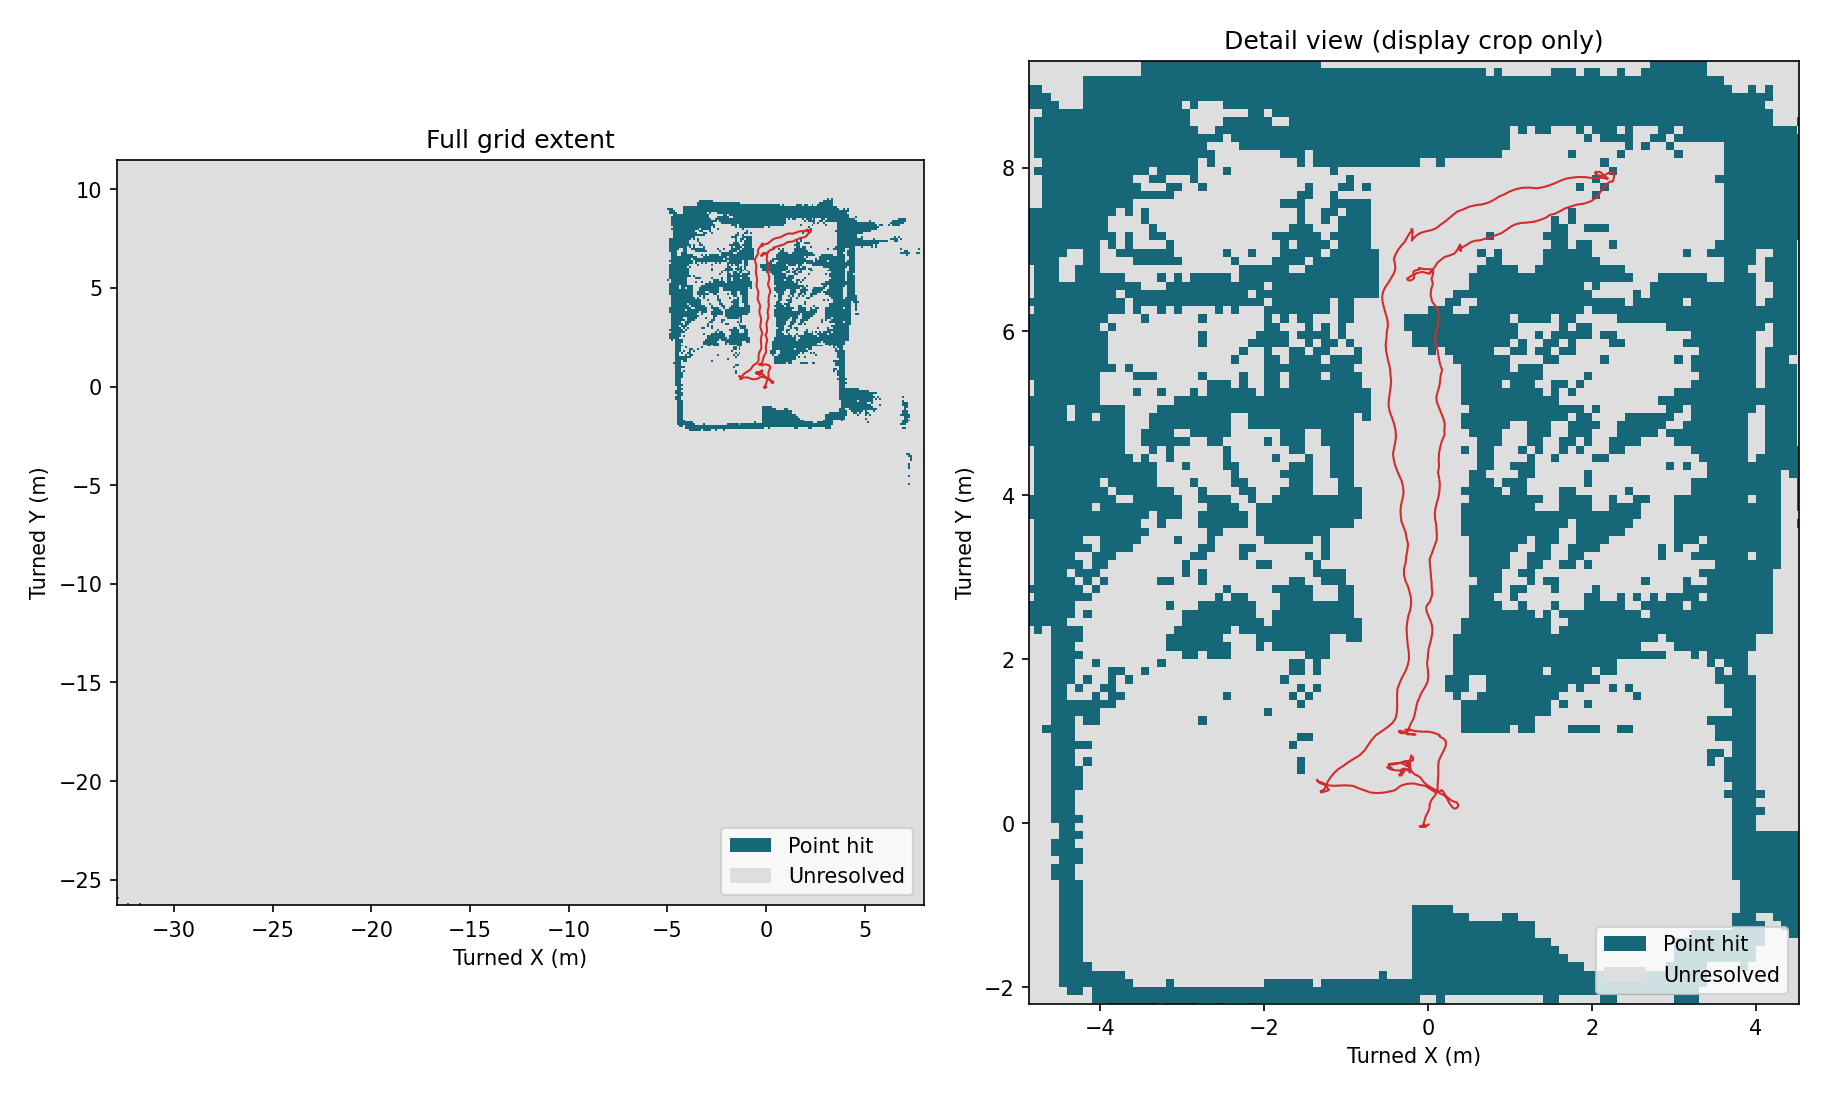 Full grid extent
10
5
0
−5
−10
−15
−20
−25
Turned Y (m)
−30
−25
−20
−15
−10
−5
0
5
Turned X (m)
Point hit
Unresolved
Detail view (display crop only)
8
6
4
2
0
−2
Turned Y (m)
−4
−2
0
2
4
Turned X (m)
Point hit
Unresolved